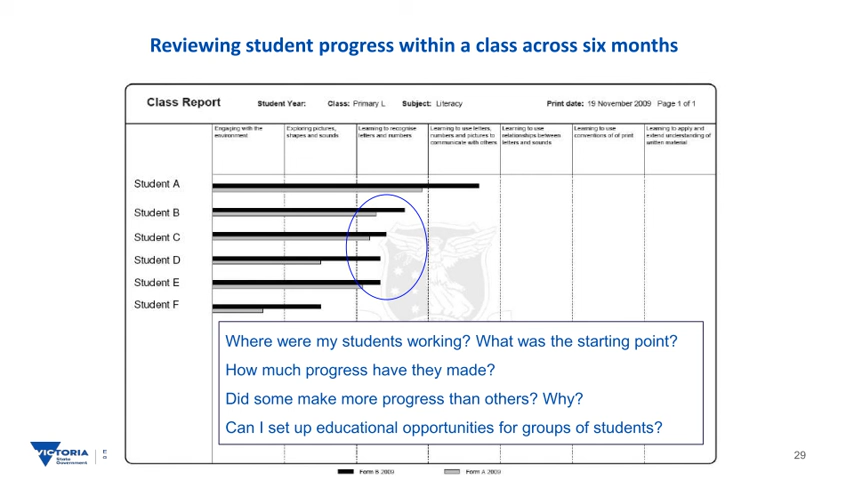 Reviewing student progress within a class across six months
Class Report Student Year: Class: Primary L Subject: Literacy Print date: 19 November 2009 Page 1 of 1
Engaging with the environment
Exploring pictures, shapes and sounds
Learning to recognise letters and numbers
Learning to use letters, numbers and pictures to communicate with others
Learning to use relationships between letters and sounds
Learning to use conventions of of print
Learning to apply and extend understanding of written material
Student A
Student B
Student C
Student D
Student E
Student F
Where were my students working? What was the starting point?
How much progress have they made?
Did some make more progress than others? Why?
Can I set up educational opportunities for groups of students?
Form B 2009 Form A 2009
VICTORIA
State
Government
29